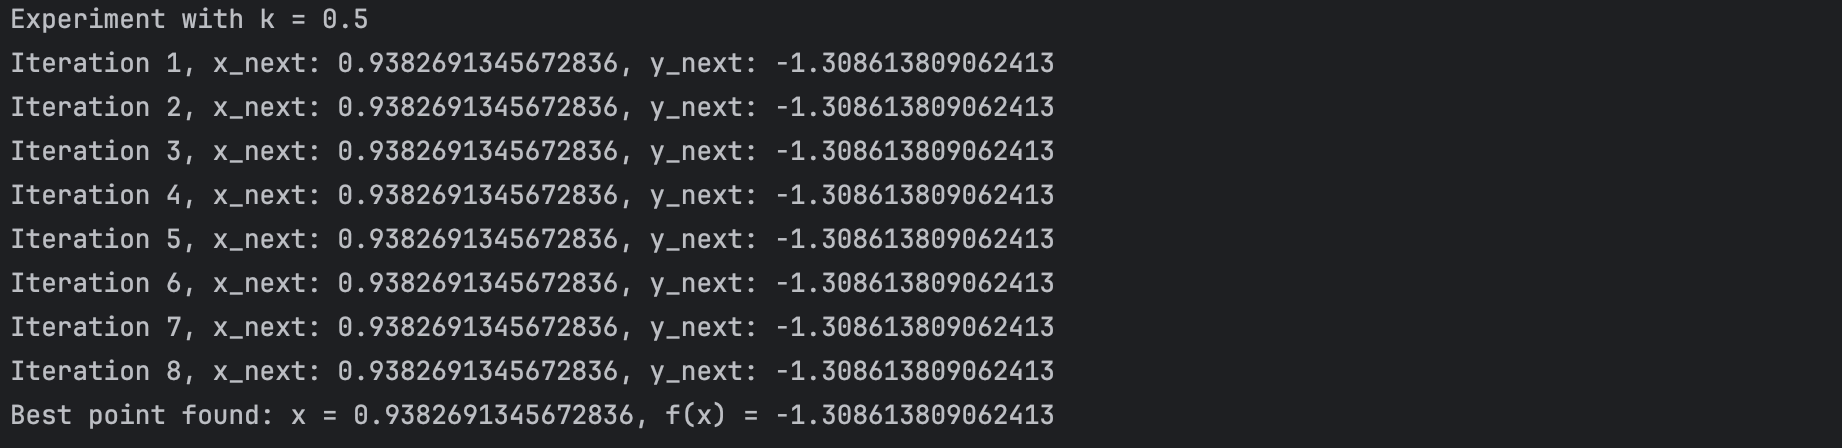 Experiment with k = 0.5
Iteration 1, x_next: 0.9382691345672836, y_next: -1.308613809062413
Iteration 2, x_next: 0.9382691345672836, y_next: -1.308613809062413
Iteration 3, x_next: 0.9382691345672836, y_next: -1.308613809062413
Iteration 4, x_next: 0.9382691345672836, y_next: -1.308613809062413
Iteration 5, x_next: 0.9382691345672836, y_next: -1.308613809062413
Iteration 6, x_next: 0.9382691345672836, y_next: -1.308613809062413
Iteration 7, x_next: 0.9382691345672836, y_next: -1.308613809062413
Iteration 8, x_next: 0.9382691345672836, y_next: -1.308613809062413
Best point found: x = 0.9382691345672836, f(x) = -1.308613809062413